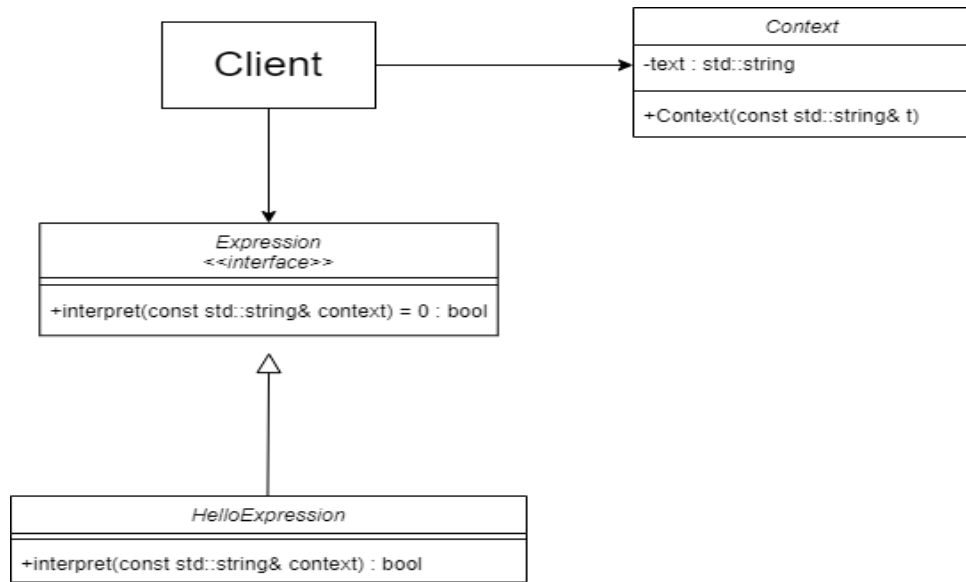 Client
Context
-text : std::string
+Context(const std::string& t)
Expression
<<interface>>
+interpret(const std::string& context) = 0 : bool
HelloExpression
+interpret(const std::string& context) : bool